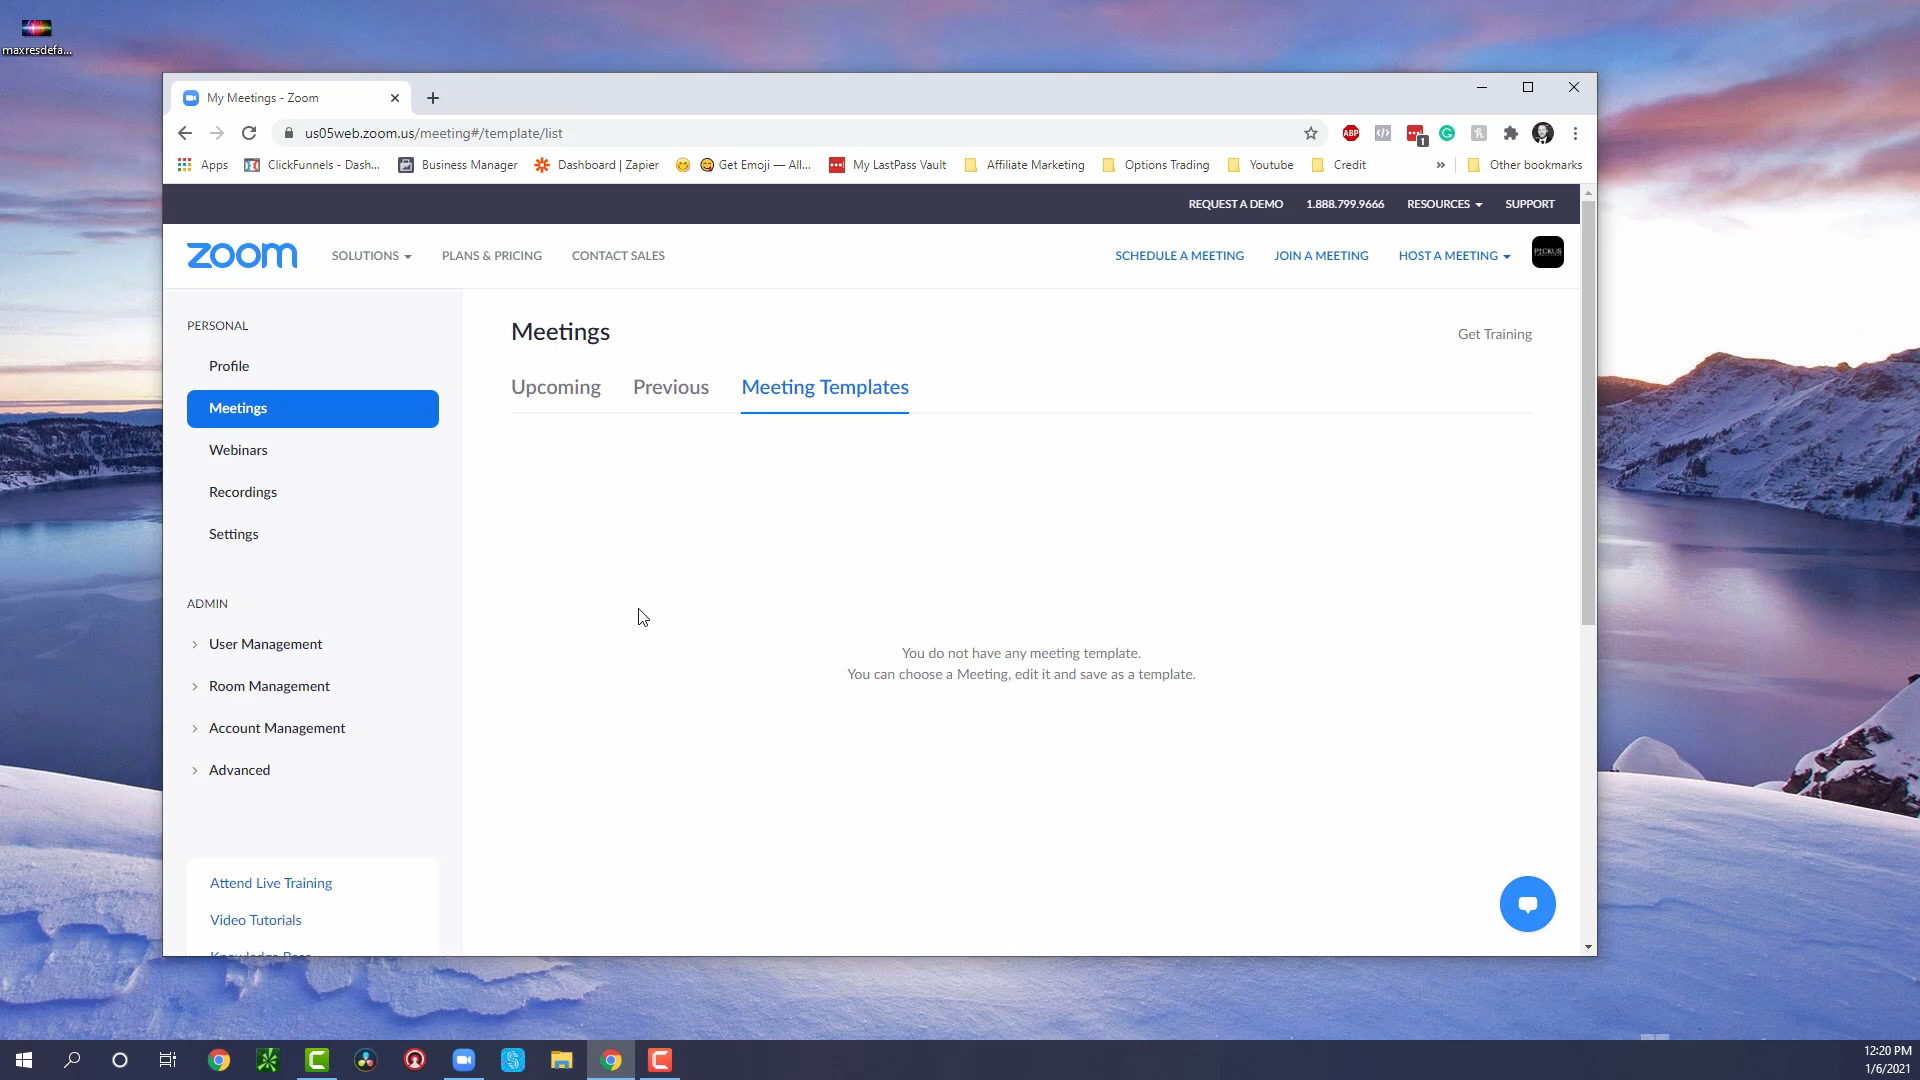 maxresdefa...
My Meetings - Zoom
us05web.zoom.us/meeting#/template/list
ABP
1
Apps
ClickFunnels - Dash...
Business Manager
Dashboard | Zapier
Get Emoji — All...
My LastPass Vault
Affiliate Marketing
Options Trading
Youtube
Credit
»
Other bookmarks
REQUEST A DEMO
1.888.799.9666
RESOURCES
SUPPORT
zoom
SOLUTIONS
PLANS & PRICING
CONTACT SALES
SCHEDULE A MEETING
JOIN A MEETING
HOST A MEETING
PERSONAL
Profile
Meetings
Webinars
Recordings
Settings
ADMIN
User Management
Room Management
Account Management
Advanced
Attend Live Training
Video Tutorials
Knowledge Base
Meetings
Get Training
Upcoming
Previous
Meeting Templates
You do not have any meeting template.
You can choose a Meeting, edit it and save as a template.
12:20 PM
1/6/2021